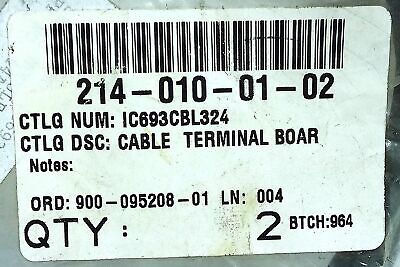 214-010-01-02
CTLG NUM: IC693CBL324
CTLG DSC: CABLE TERMINAL BOAR
Notes:
ORD: 900-095208-01 LN: 004
QTY : 2 BTCH:964